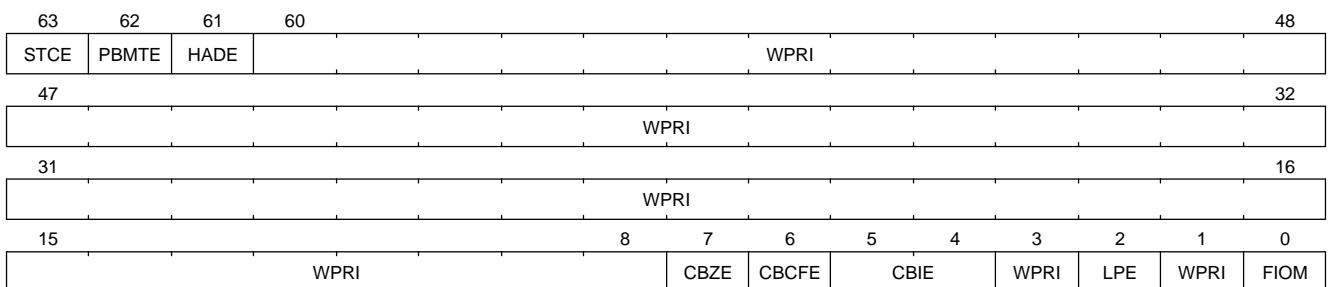 63 62 61 60 48
STCE PBMTE HADE WPRI
47 32
WPRI
31 16
WPRI
15 8 7 6 5 4 3 2 1 0
WPRI CBZE CBCFE CBIE WPRI LPE WPRI FIOM